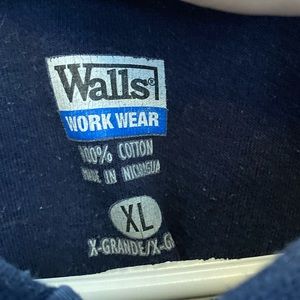 Walls®
WORK WEAR
100% COTTON
MADE IN NICARAGUA
XL
X-GRANDE/X-G